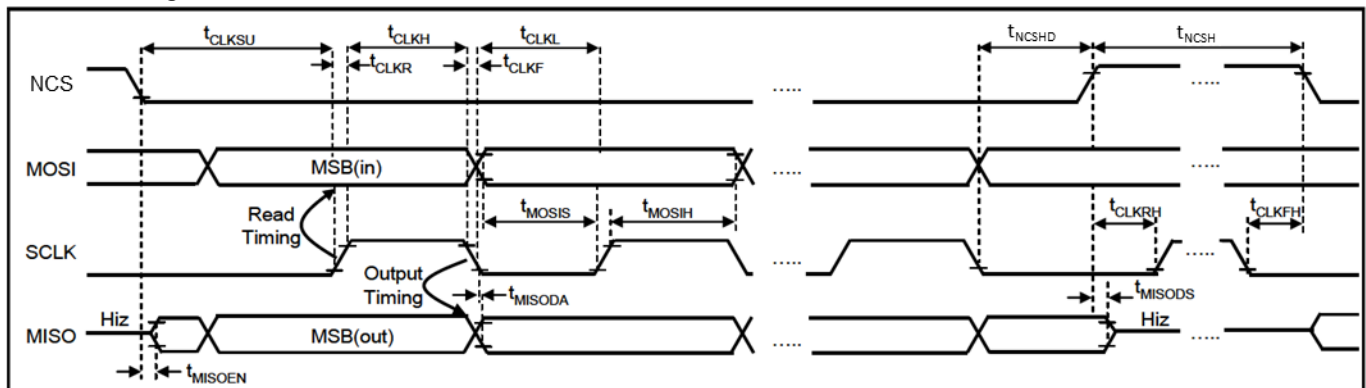 tCLKSU tCLKH tCLKL tNCSHD tNCSH
tCLKR tCLKF
NCS ..... .....
MOSI MSB(in) ..... .....
Read Timing
tMOSIS tMOSIH tCLKRH tCLKFH
SCLK ..... .....
Output Timing
tMISODA tMISODS
MISO Hiz MSB(out) ..... Hiz .....
tMISOEN